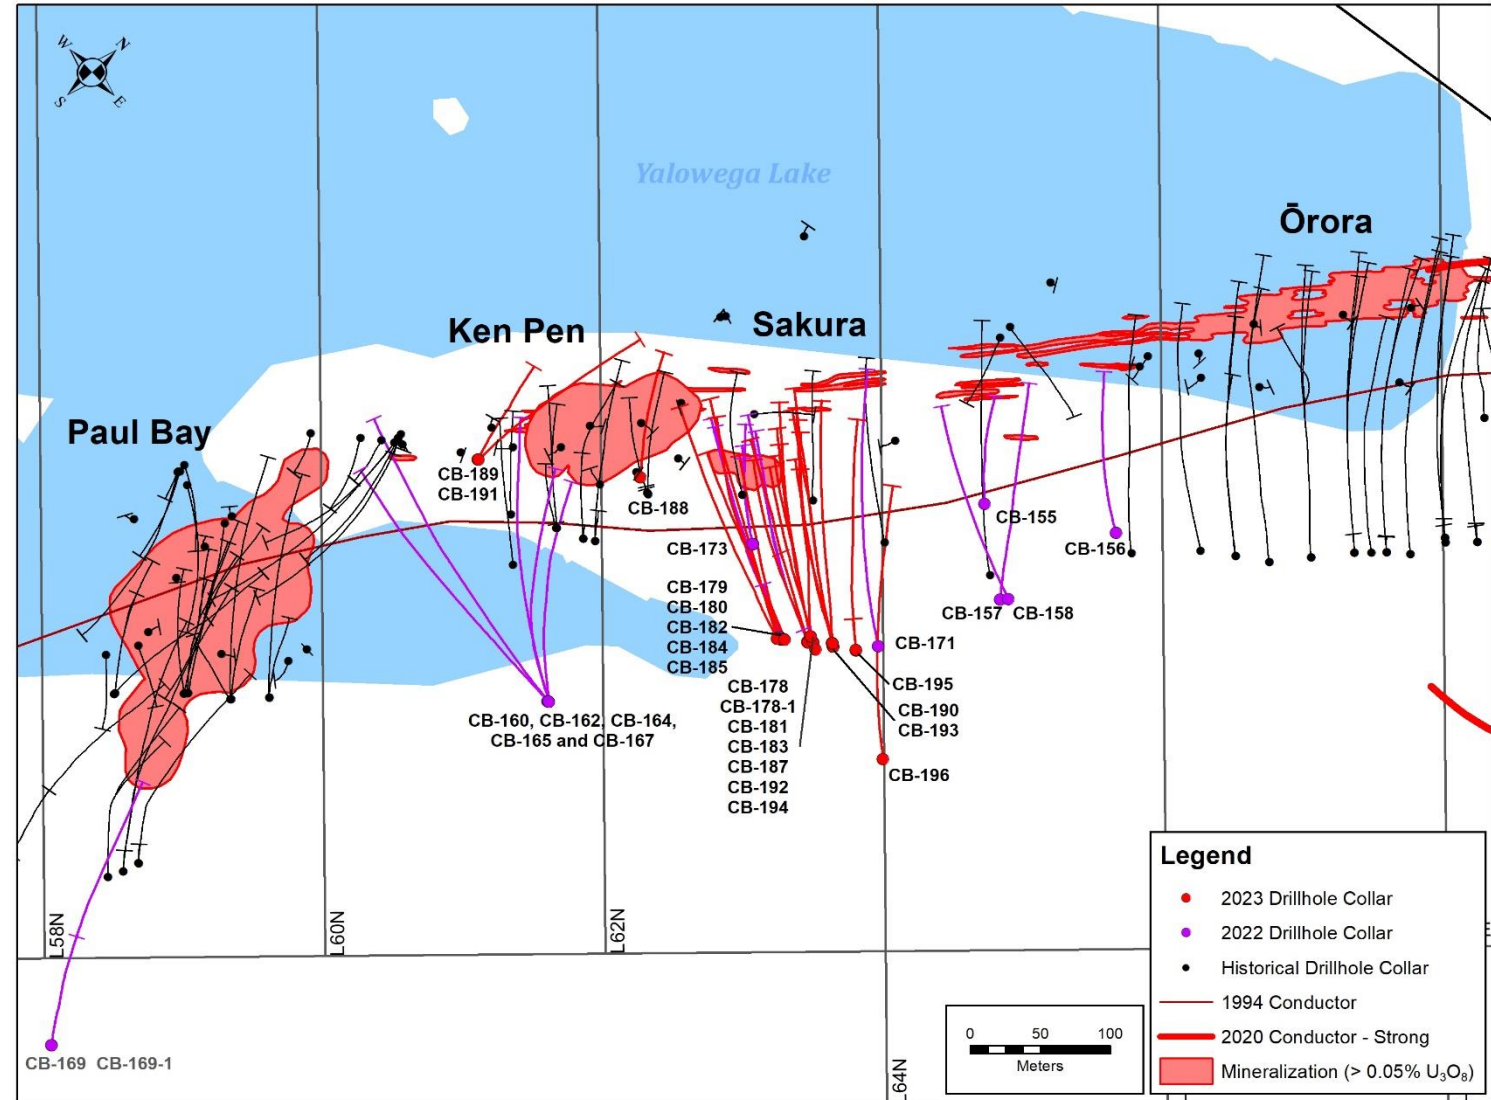 W N
S E
Yalowega Lake
Ōrora
Ken Pen
Sakura
Paul Bay
CB-189
CB-191
CB-188
CB-173
CB-155
CB-156
CB-179
CB-180
CB-182
CB-184
CB-185
CB-157 CB-158
CB-171
CB-195
CB-178
CB-178-1
CB-181
CB-183
CB-187
CB-192
CB-194
CB-190
CB-193
CB-160, CB-162, CB-164,
CB-165 and CB-167
CB-196
L58N
L60N
L62N
L64N
CB-169 CB-169-1
0 50 100
Meters
Legend
2023 Drillhole Collar
2022 Drillhole Collar
Historical Drillhole Collar
1994 Conductor
2020 Conductor - Strong
Mineralization (> 0.05% U₃O₈)